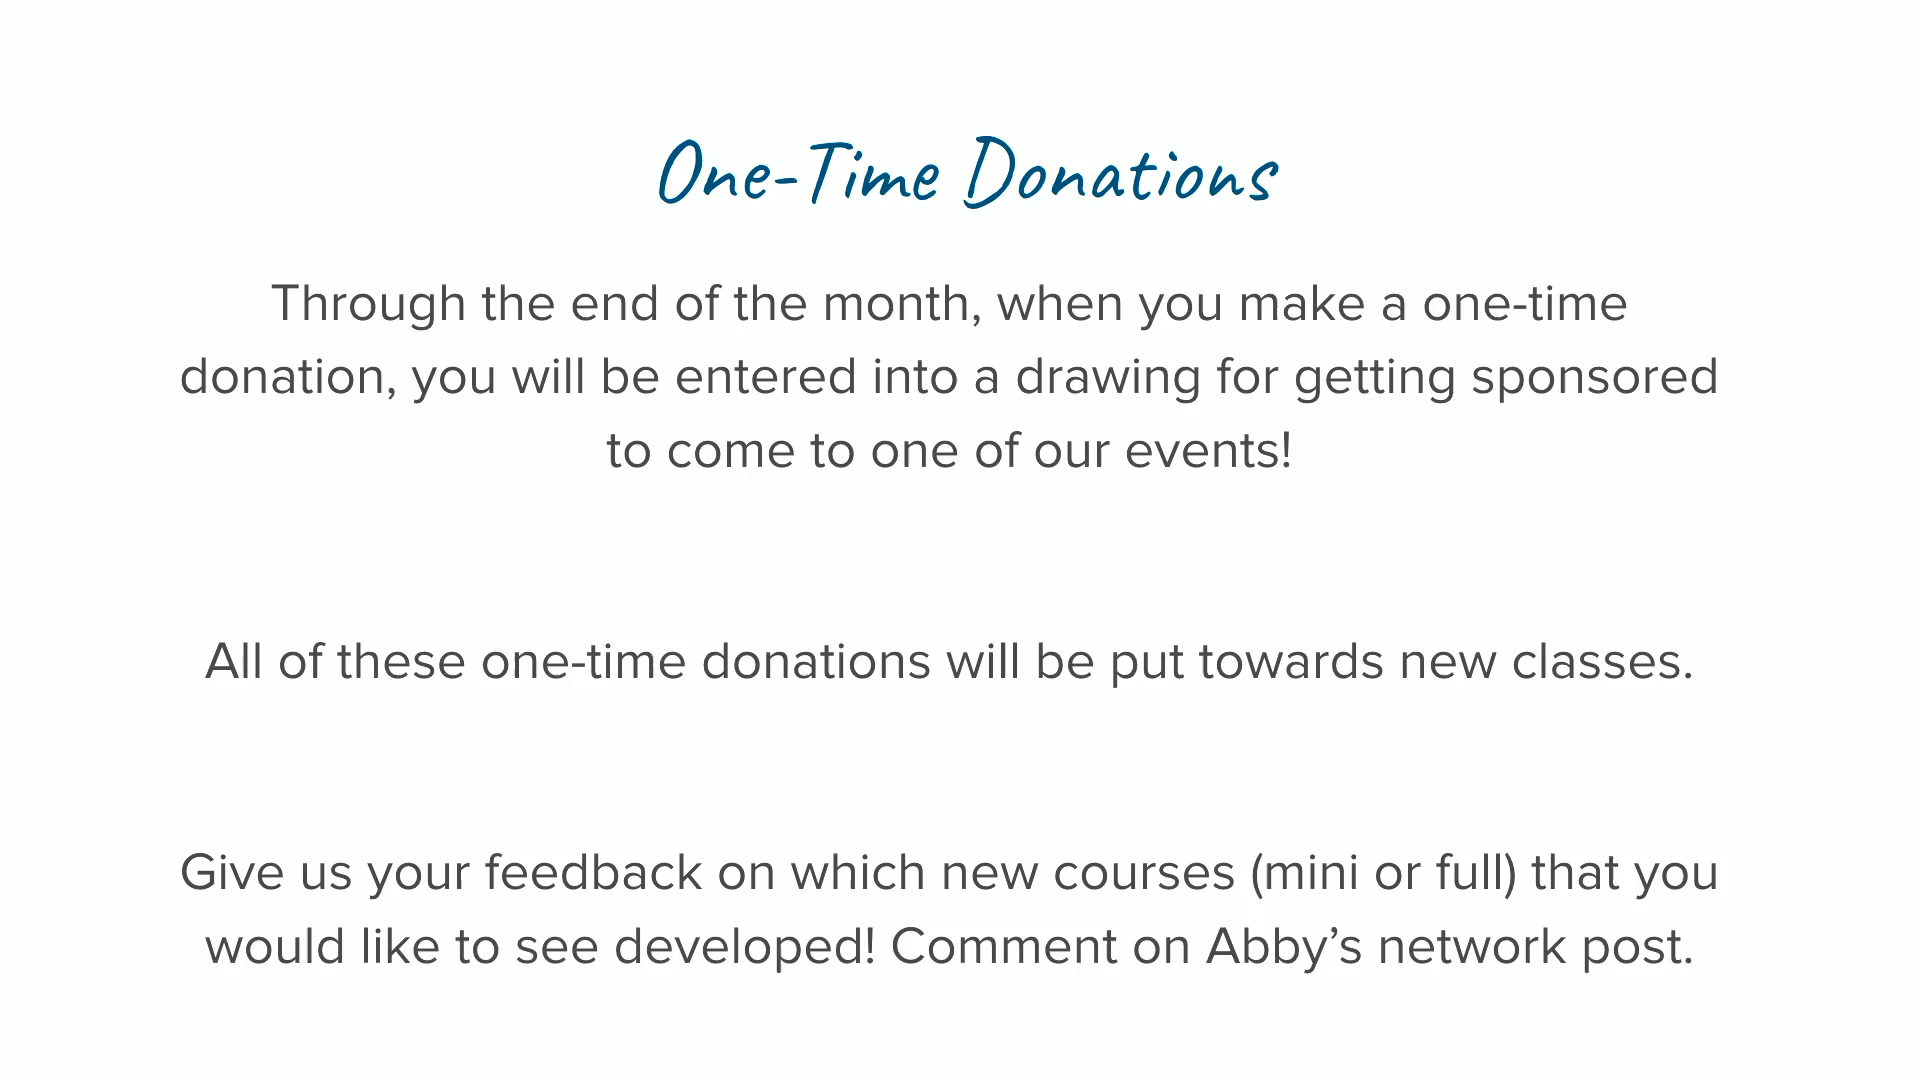 One-Time Donations
Through the end of the month, when you make a one-time
donation, you will be entered into a drawing for getting sponsored
to come to one of our events!
All of these one-time donations will be put towards new classes.
Give us your feedback on which new courses (mini or full) that you
would like to see developed! Comment on Abby’s network post.